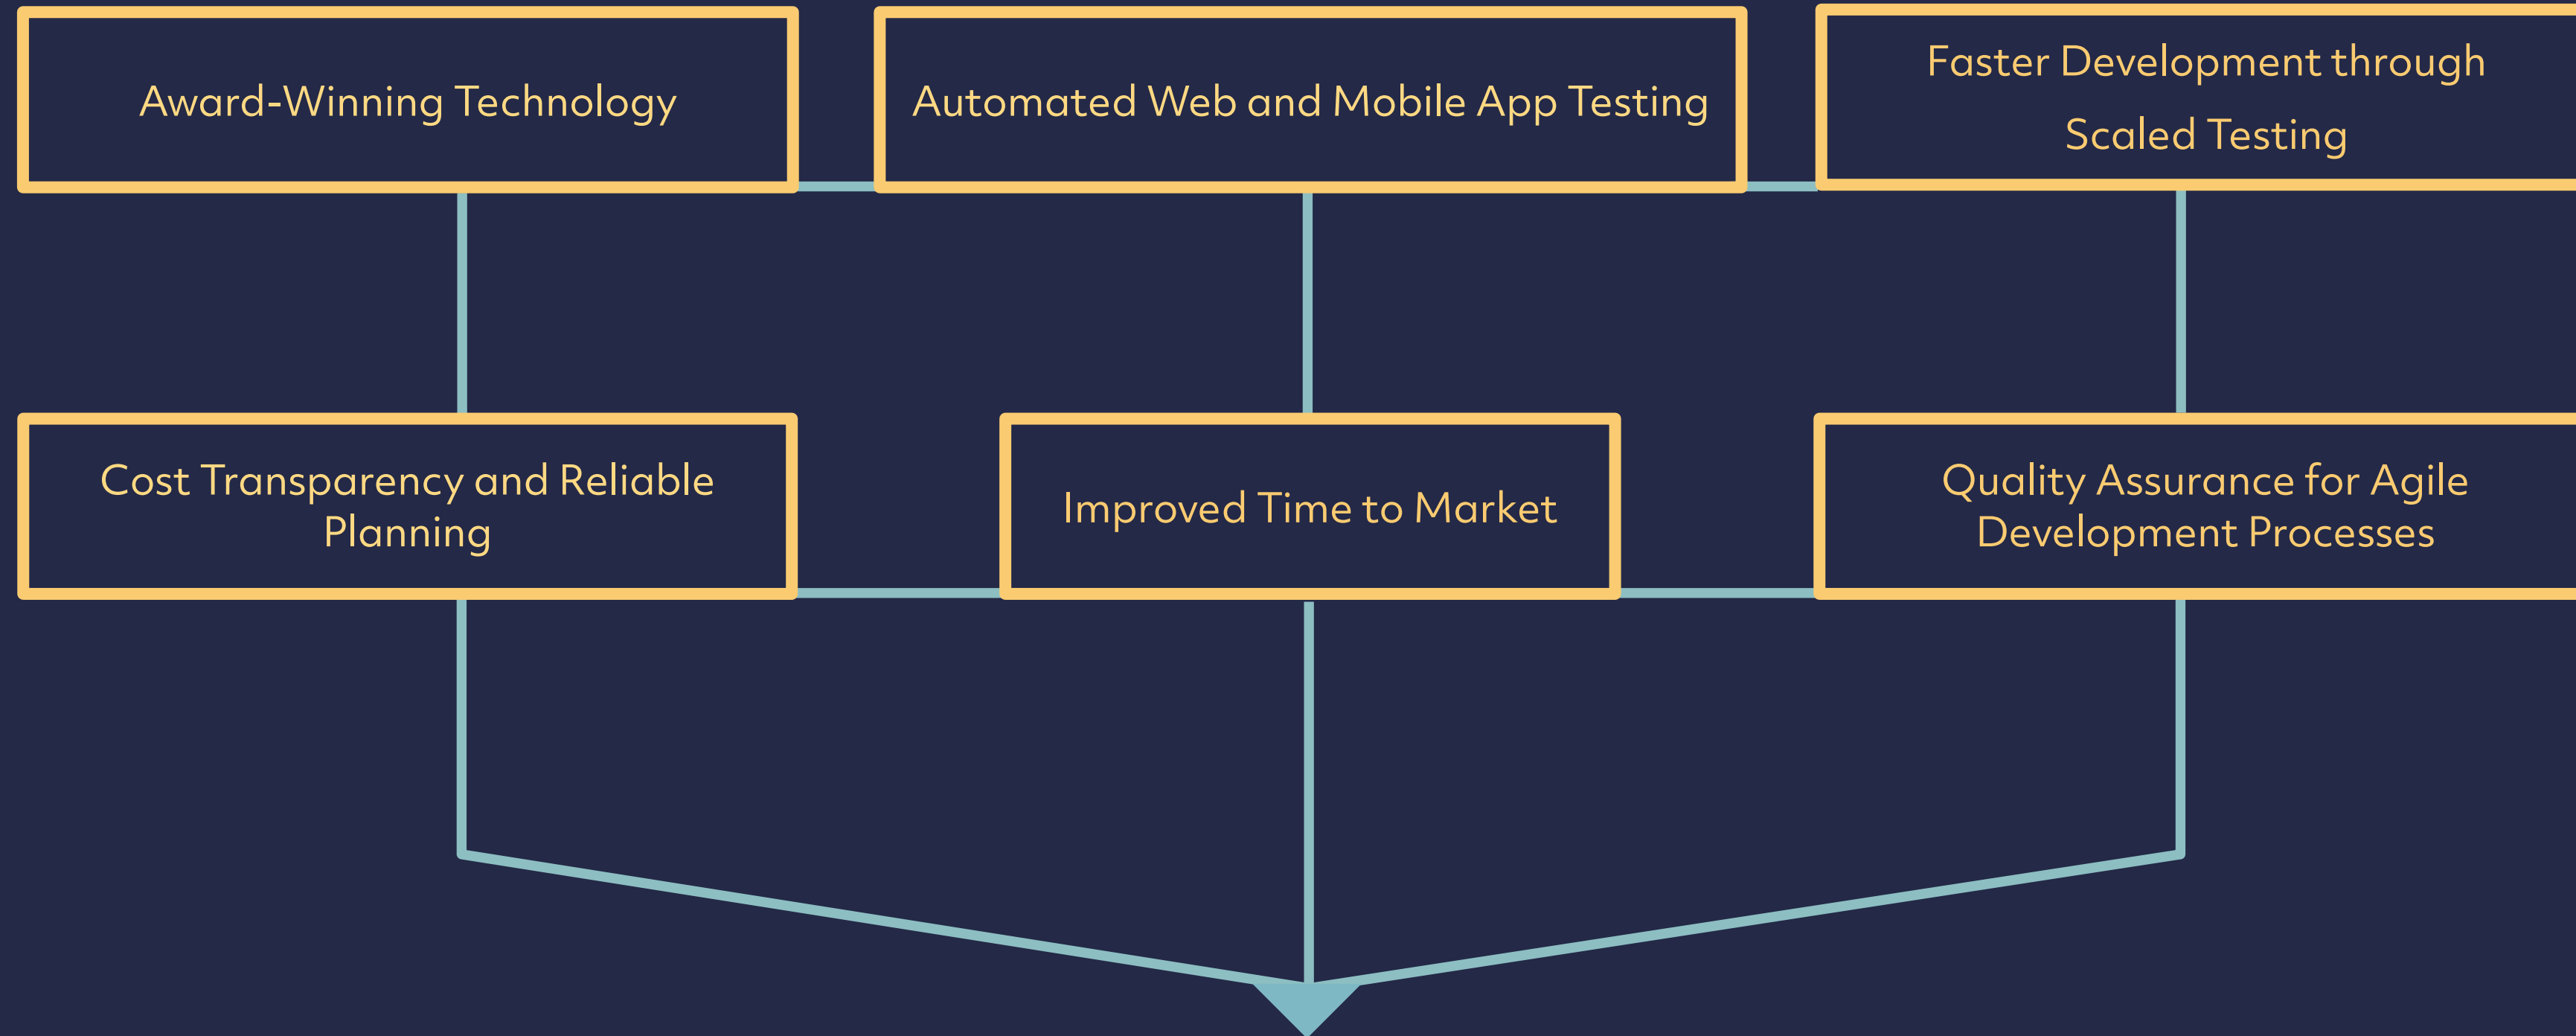 Award-Winning Technology
Automated Web and Mobile App Testing
Faster Development through
Scaled Testing
Cost Transparency and Reliable
Planning
Improved Time to Market
Quality Assurance for Agile
Development Processes